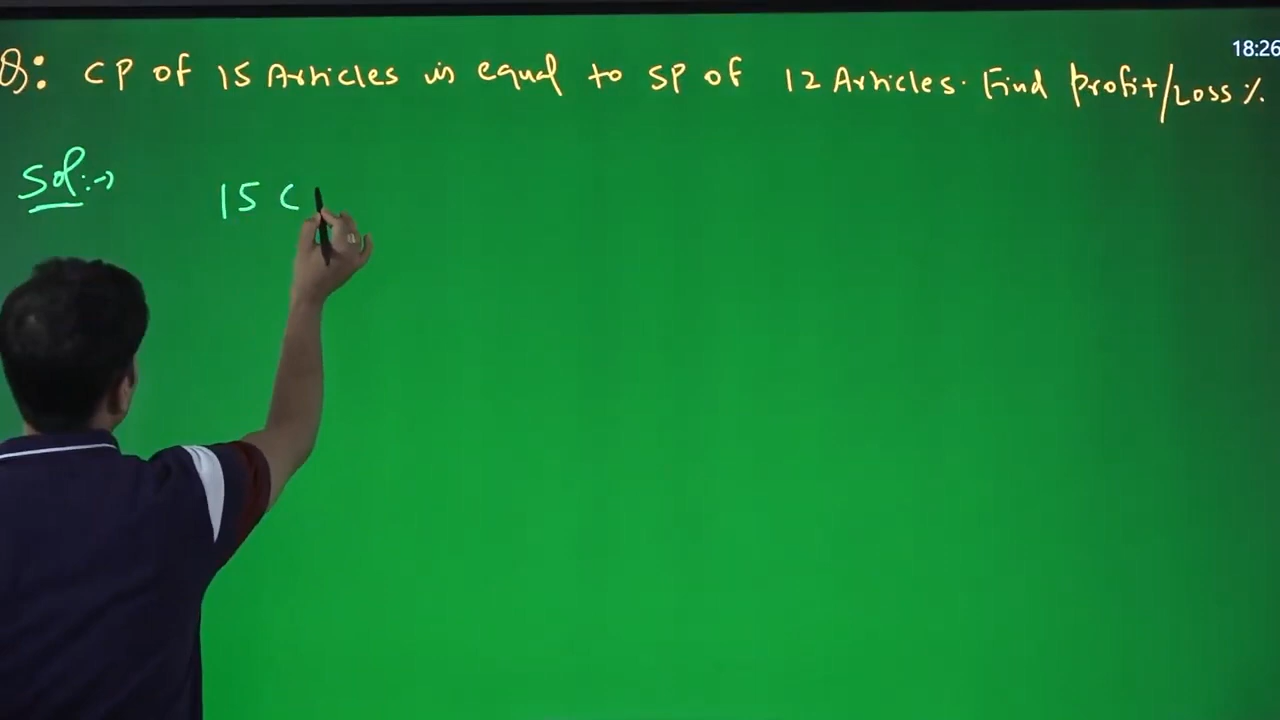 18:26
Q: CP of 15 Articles is equal to SP of 12 Articles. Find Profit/Loss %.
Sol:→ 15 C